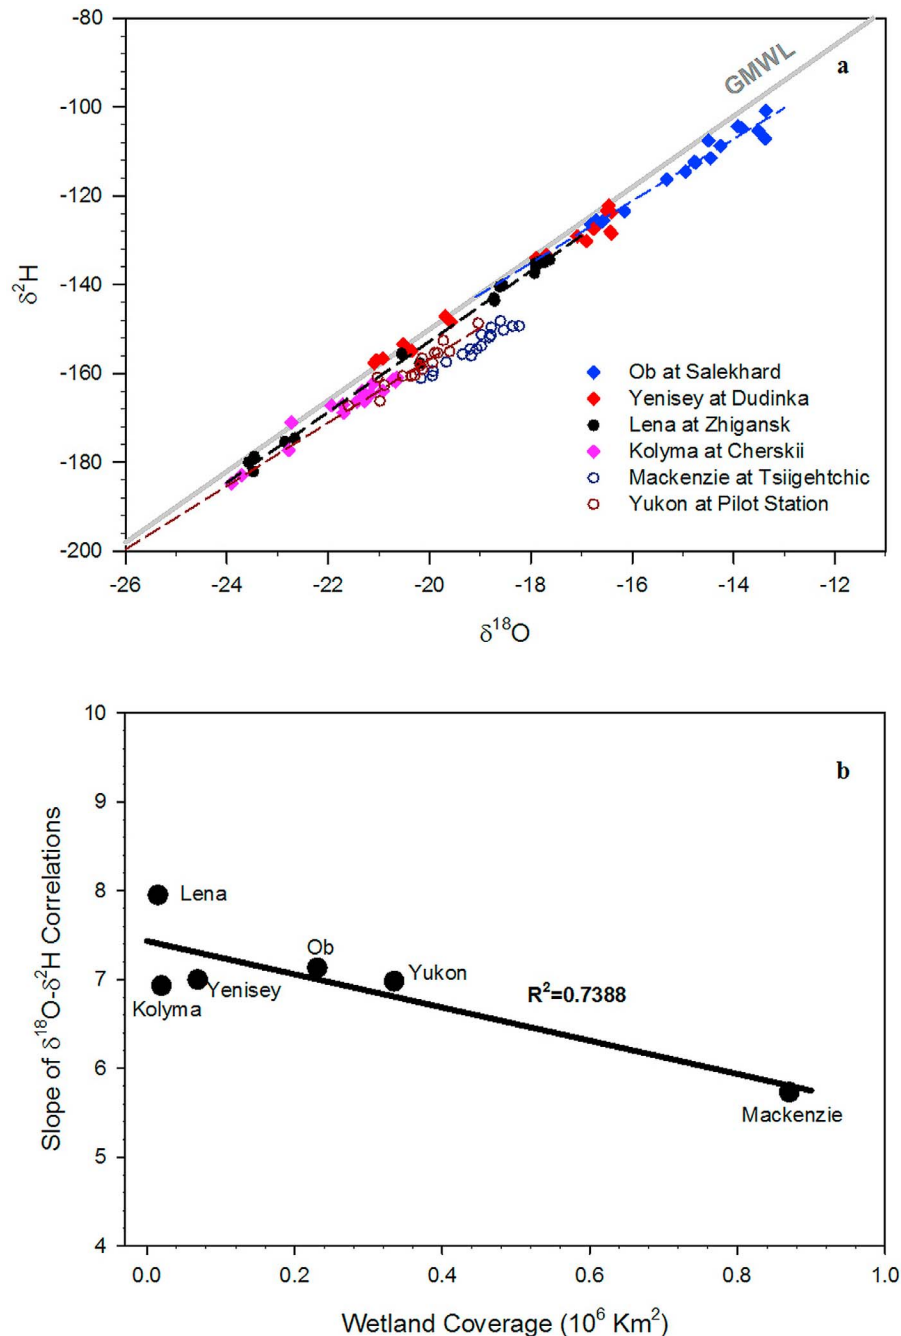 -80
a
GMWL
-100
-120
-140
δ²H
-160
-180
-200
Ob at Salekhard
Yenisey at Dudinka
Lena at Zhigansk
Kolyma at Cherskii
Mackenzie at Tsiigehtchic
Yukon at Pilot Station
-26 -24 -22 -20 -18 -16 -14 -12
δ¹⁸O
10
b
9
8
7
6
5
4
Slope of δ¹⁸O-δ²H Correlations
Lena
Ob
Yukon
Kolyma
Yenisey
R²=0.7388
Mackenzie
0.0 0.2 0.4 0.6 0.8 1.0
Wetland Coverage (10⁶ Km²)